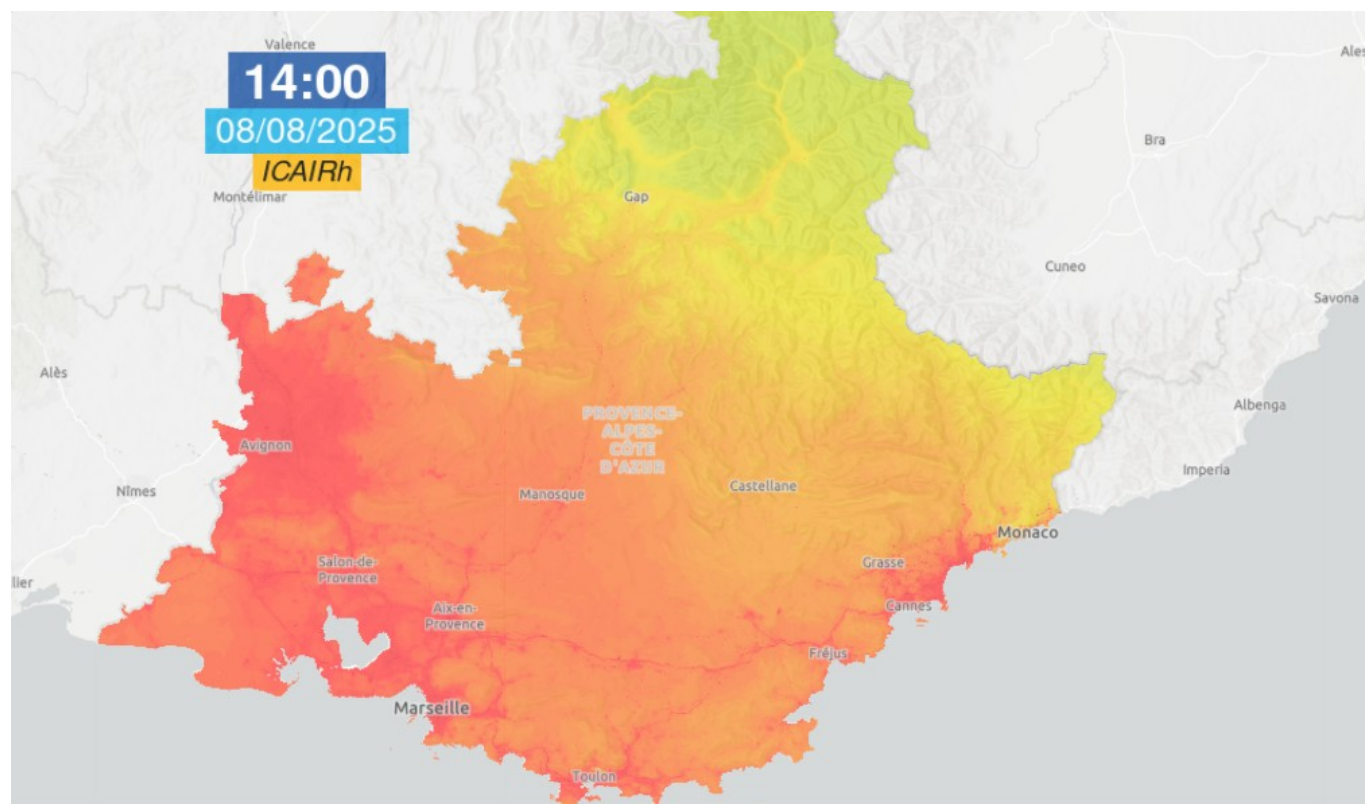 Valence
14:00
08/08/2025
ICAIRh
Montélimar
Gap
Bra
Cuneo
Savona
Alès
Albenga
PROVENCE-
ALPES-
CÔTE
D'AZUR
Avignon
Imperia
Nîmes
Manosque
Castellane
Monaco
Grasse
Salon-de-
Provence
Cannes
Aix-en-
Provence
Fréjus
Marseille
Toulon